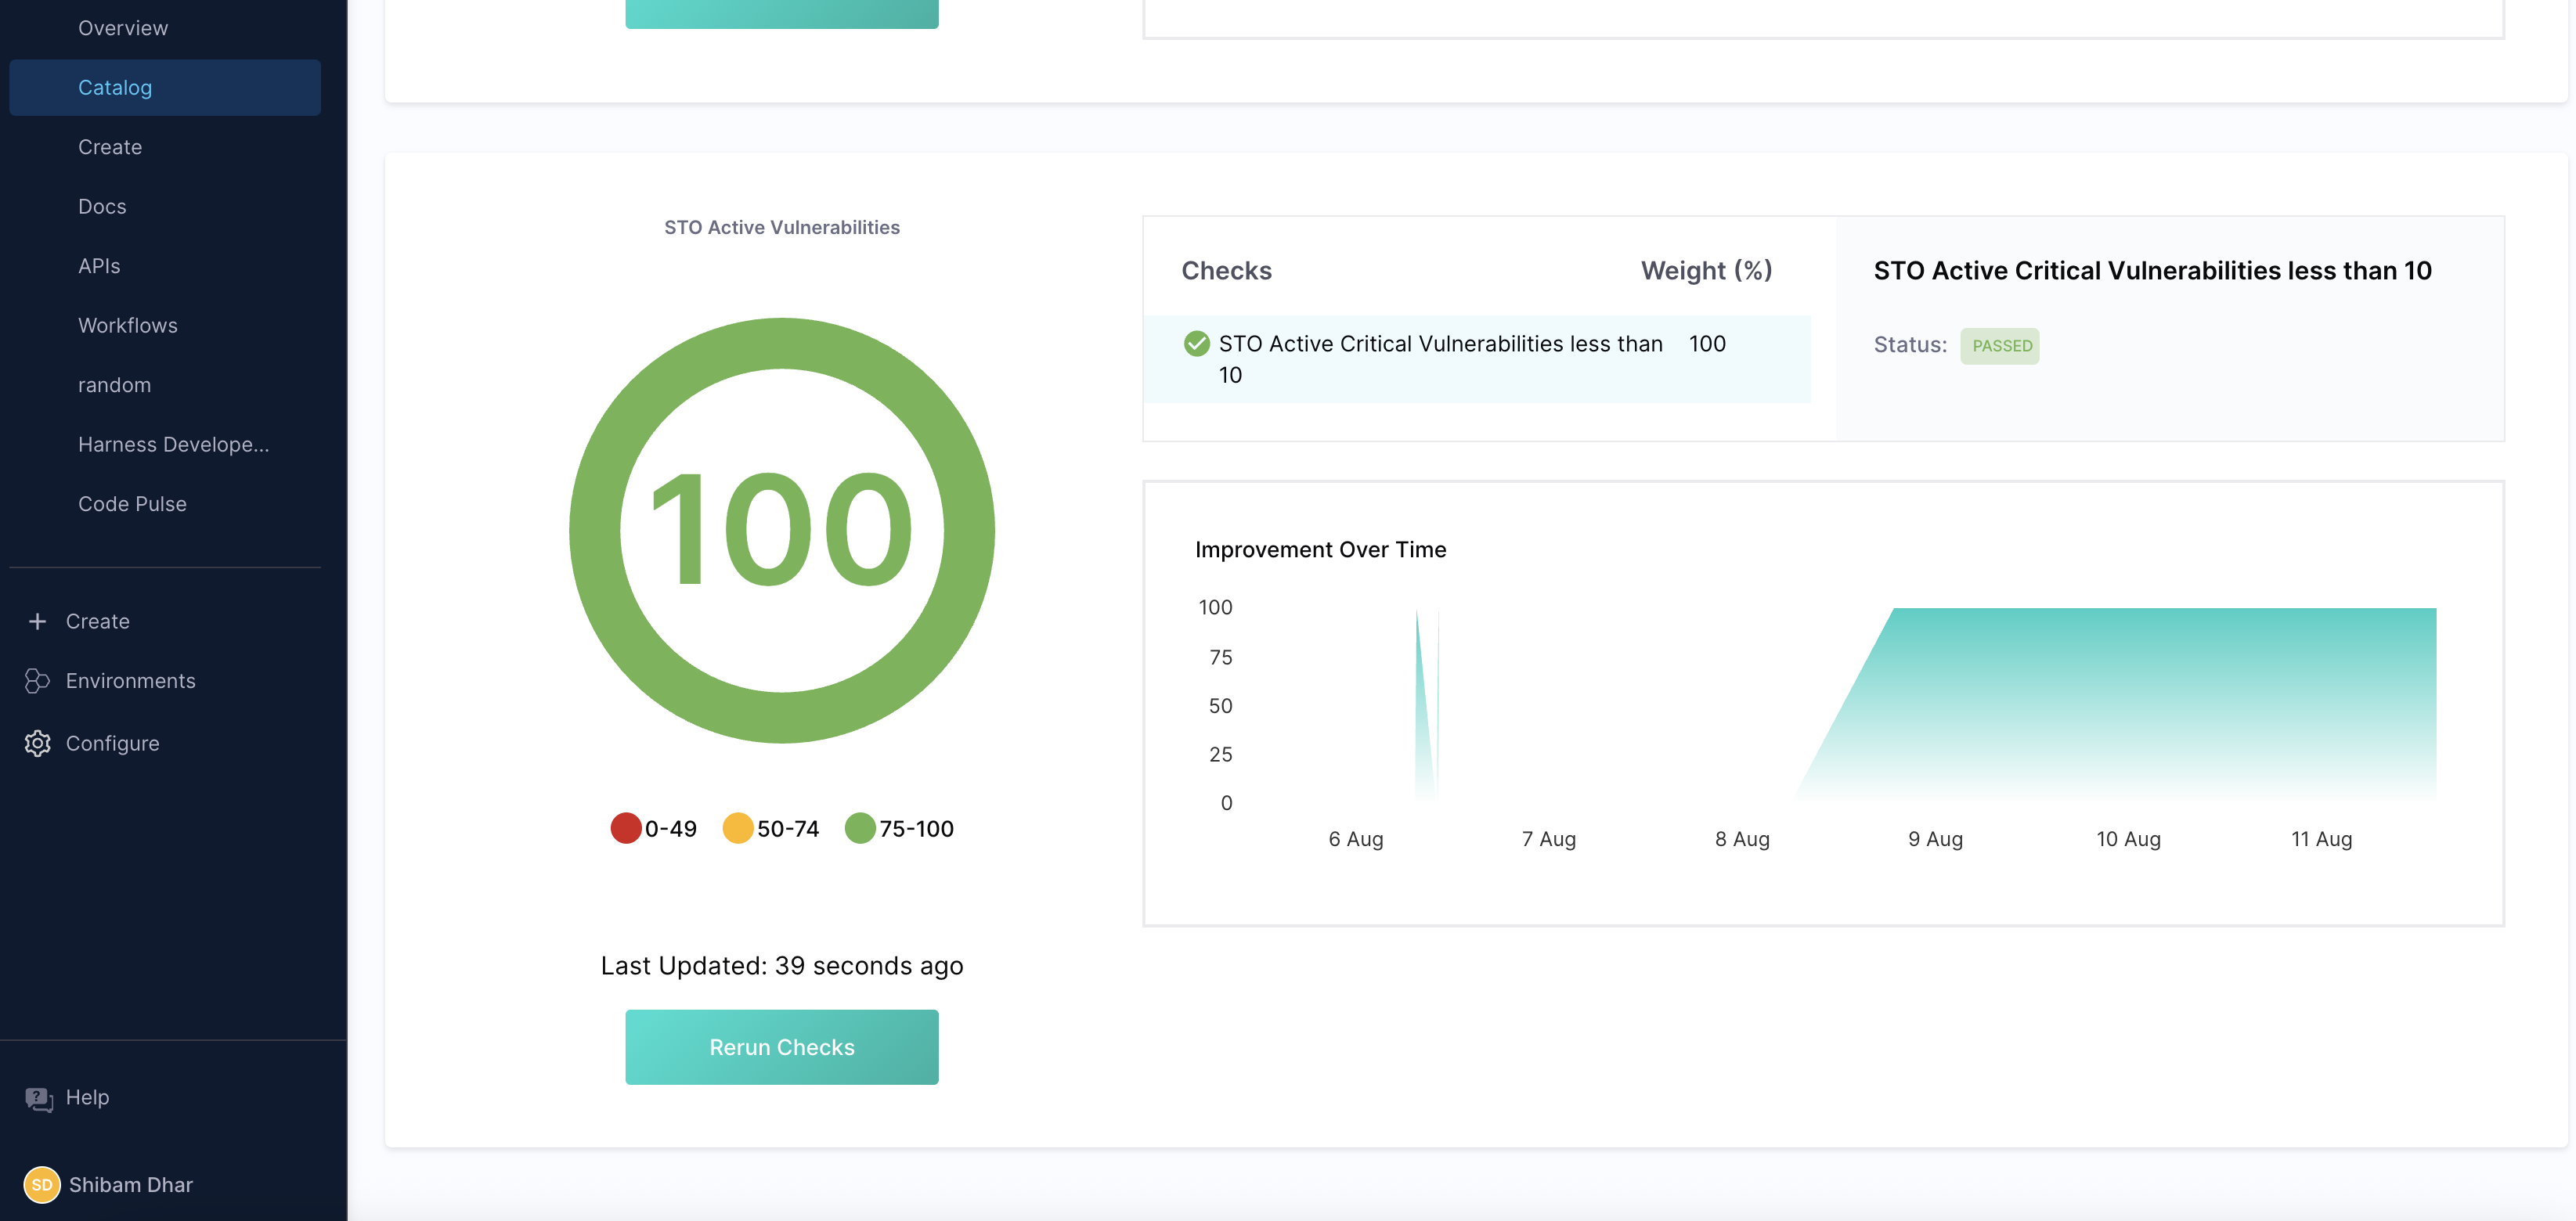 Overview
Catalog
Create
Docs
APIs
Workflows
random
Harness Develope...
Code Pulse
Create
Environments
Configure
Help
SD
Shibam Dhar
STO Active Vulnerabilities
100
0-49
50-74
75-100
Last Updated: 39 seconds ago
Rerun Checks
Checks
Weight (%)
STO Active Critical Vulnerabilities less than
10
100
STO Active Critical Vulnerabilities less than 10
Status:
PASSED
Improvement Over Time
100
75
50
25
0
6 Aug
7 Aug
8 Aug
9 Aug
10 Aug
11 Aug